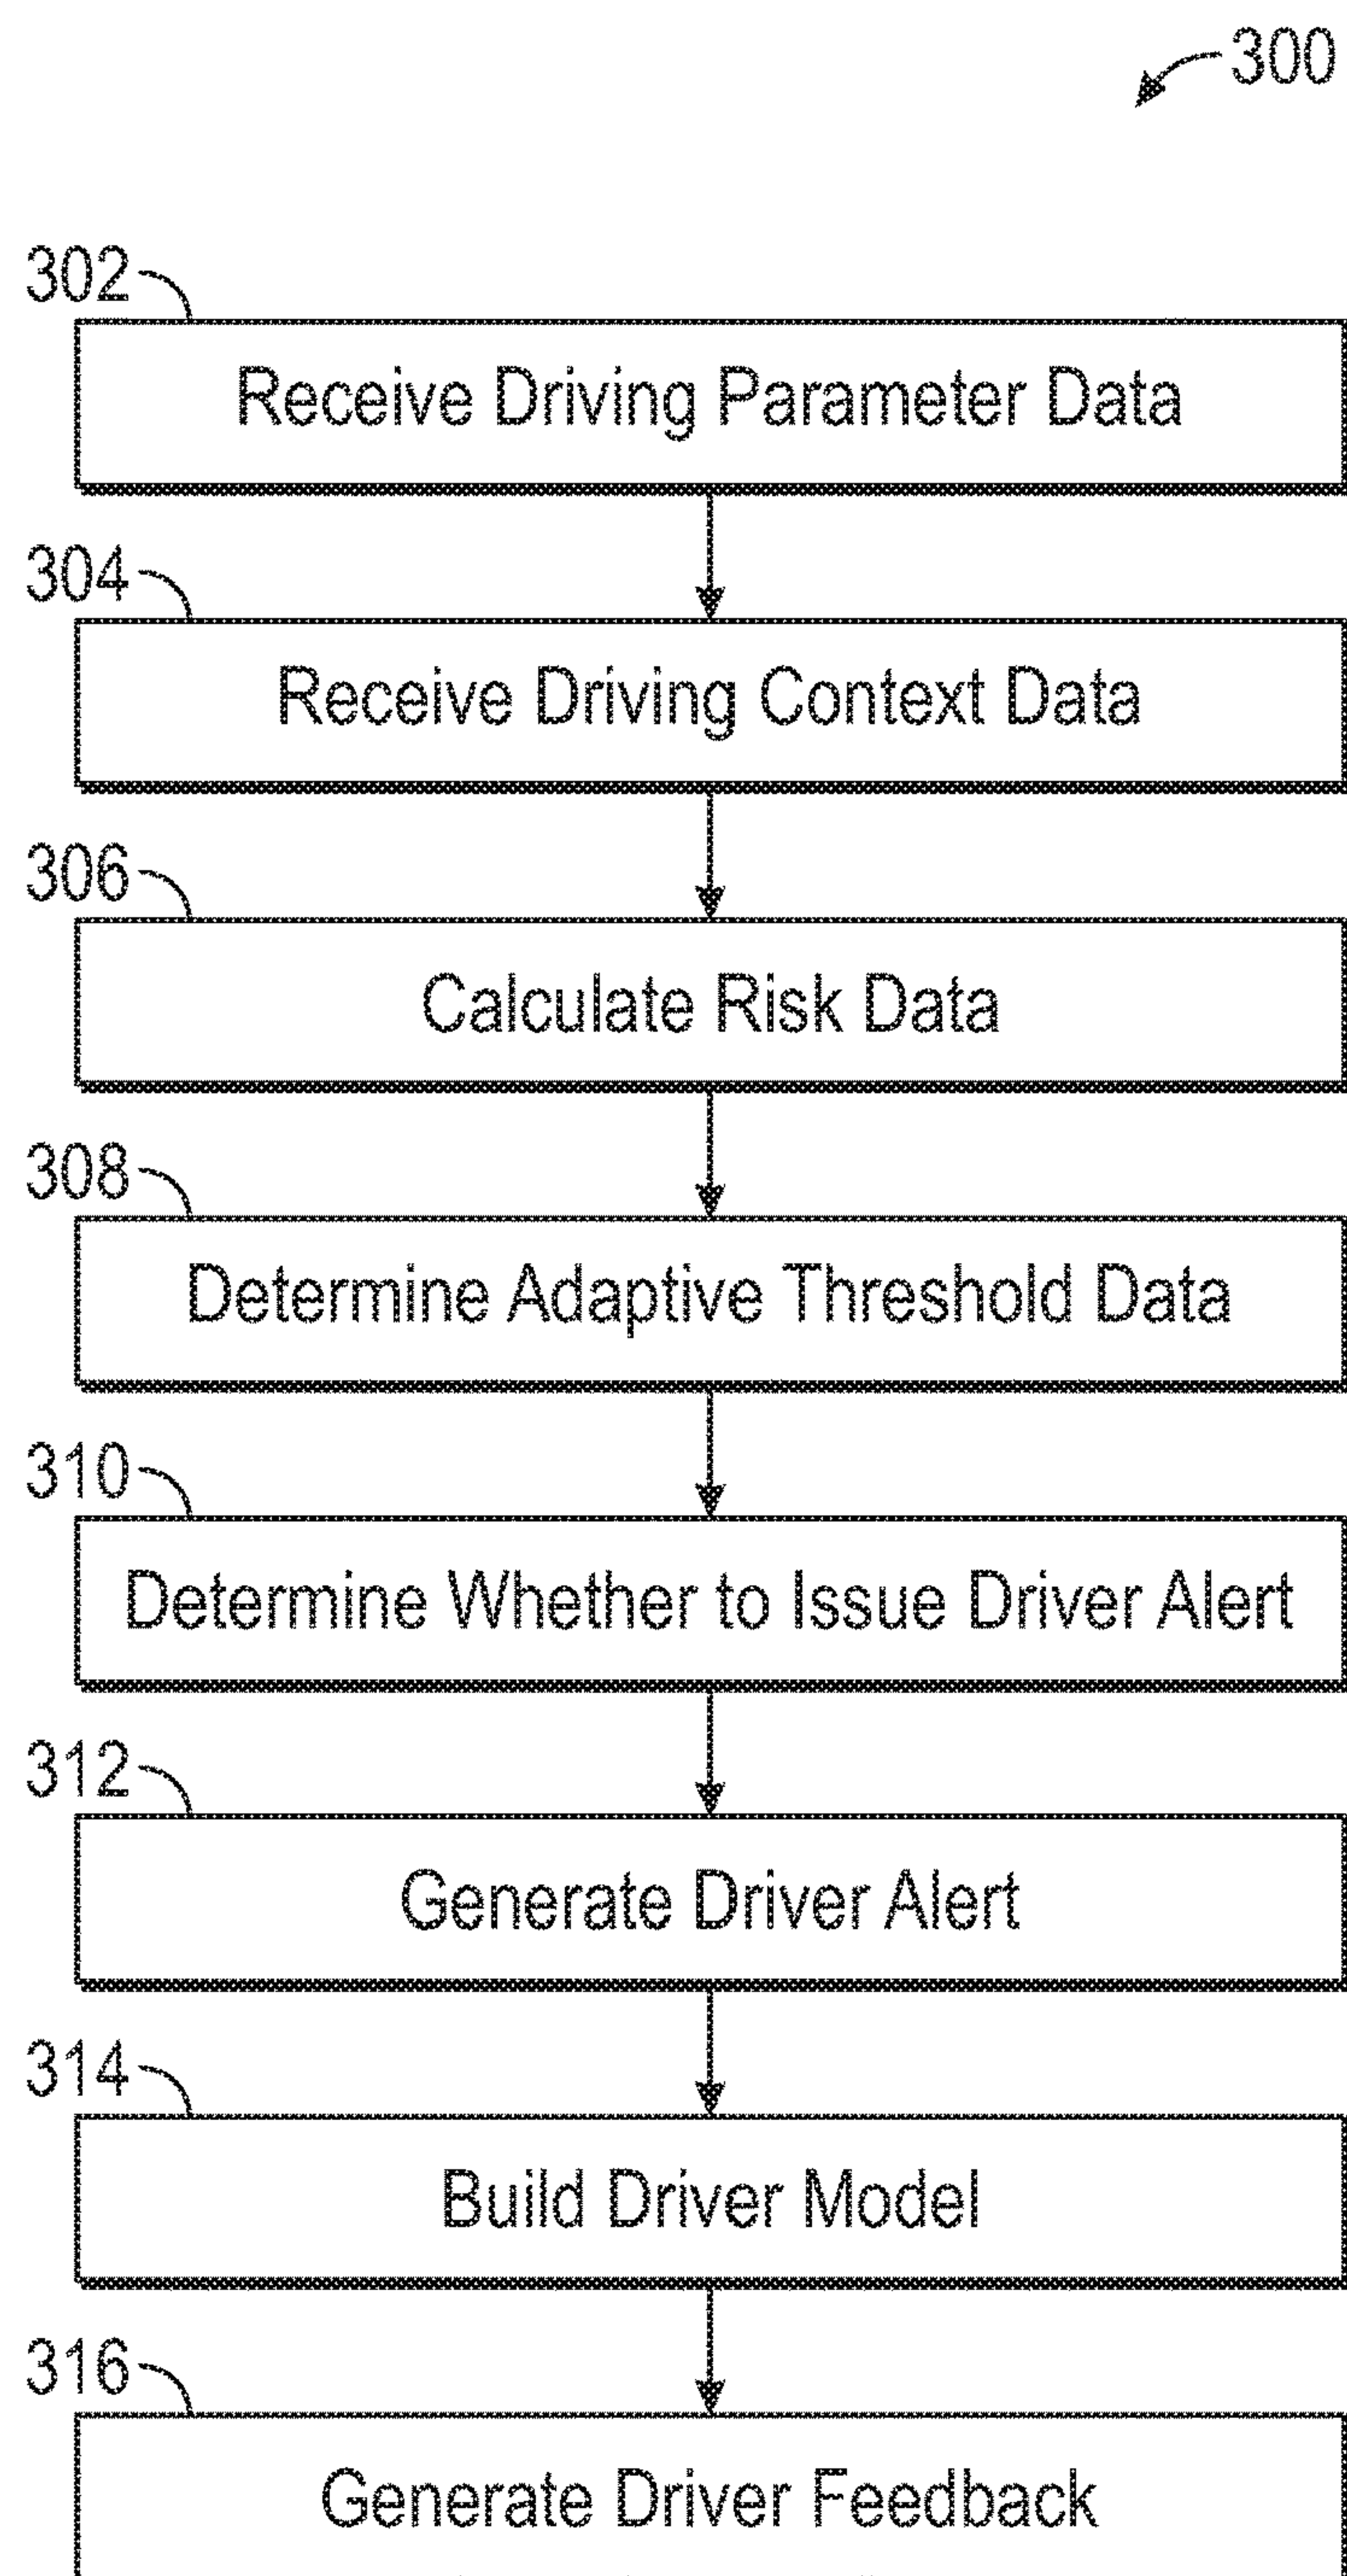 300
302
Receive Driving Parameter Data
304
Receive Driving Context Data
306
Calculate Risk Data
308
Determine Adaptive Threshold Data
310
Determine Whether to Issue Driver Alert
312
Generate Driver Alert
314
Build Driver Model
316
Generate Driver Feedback